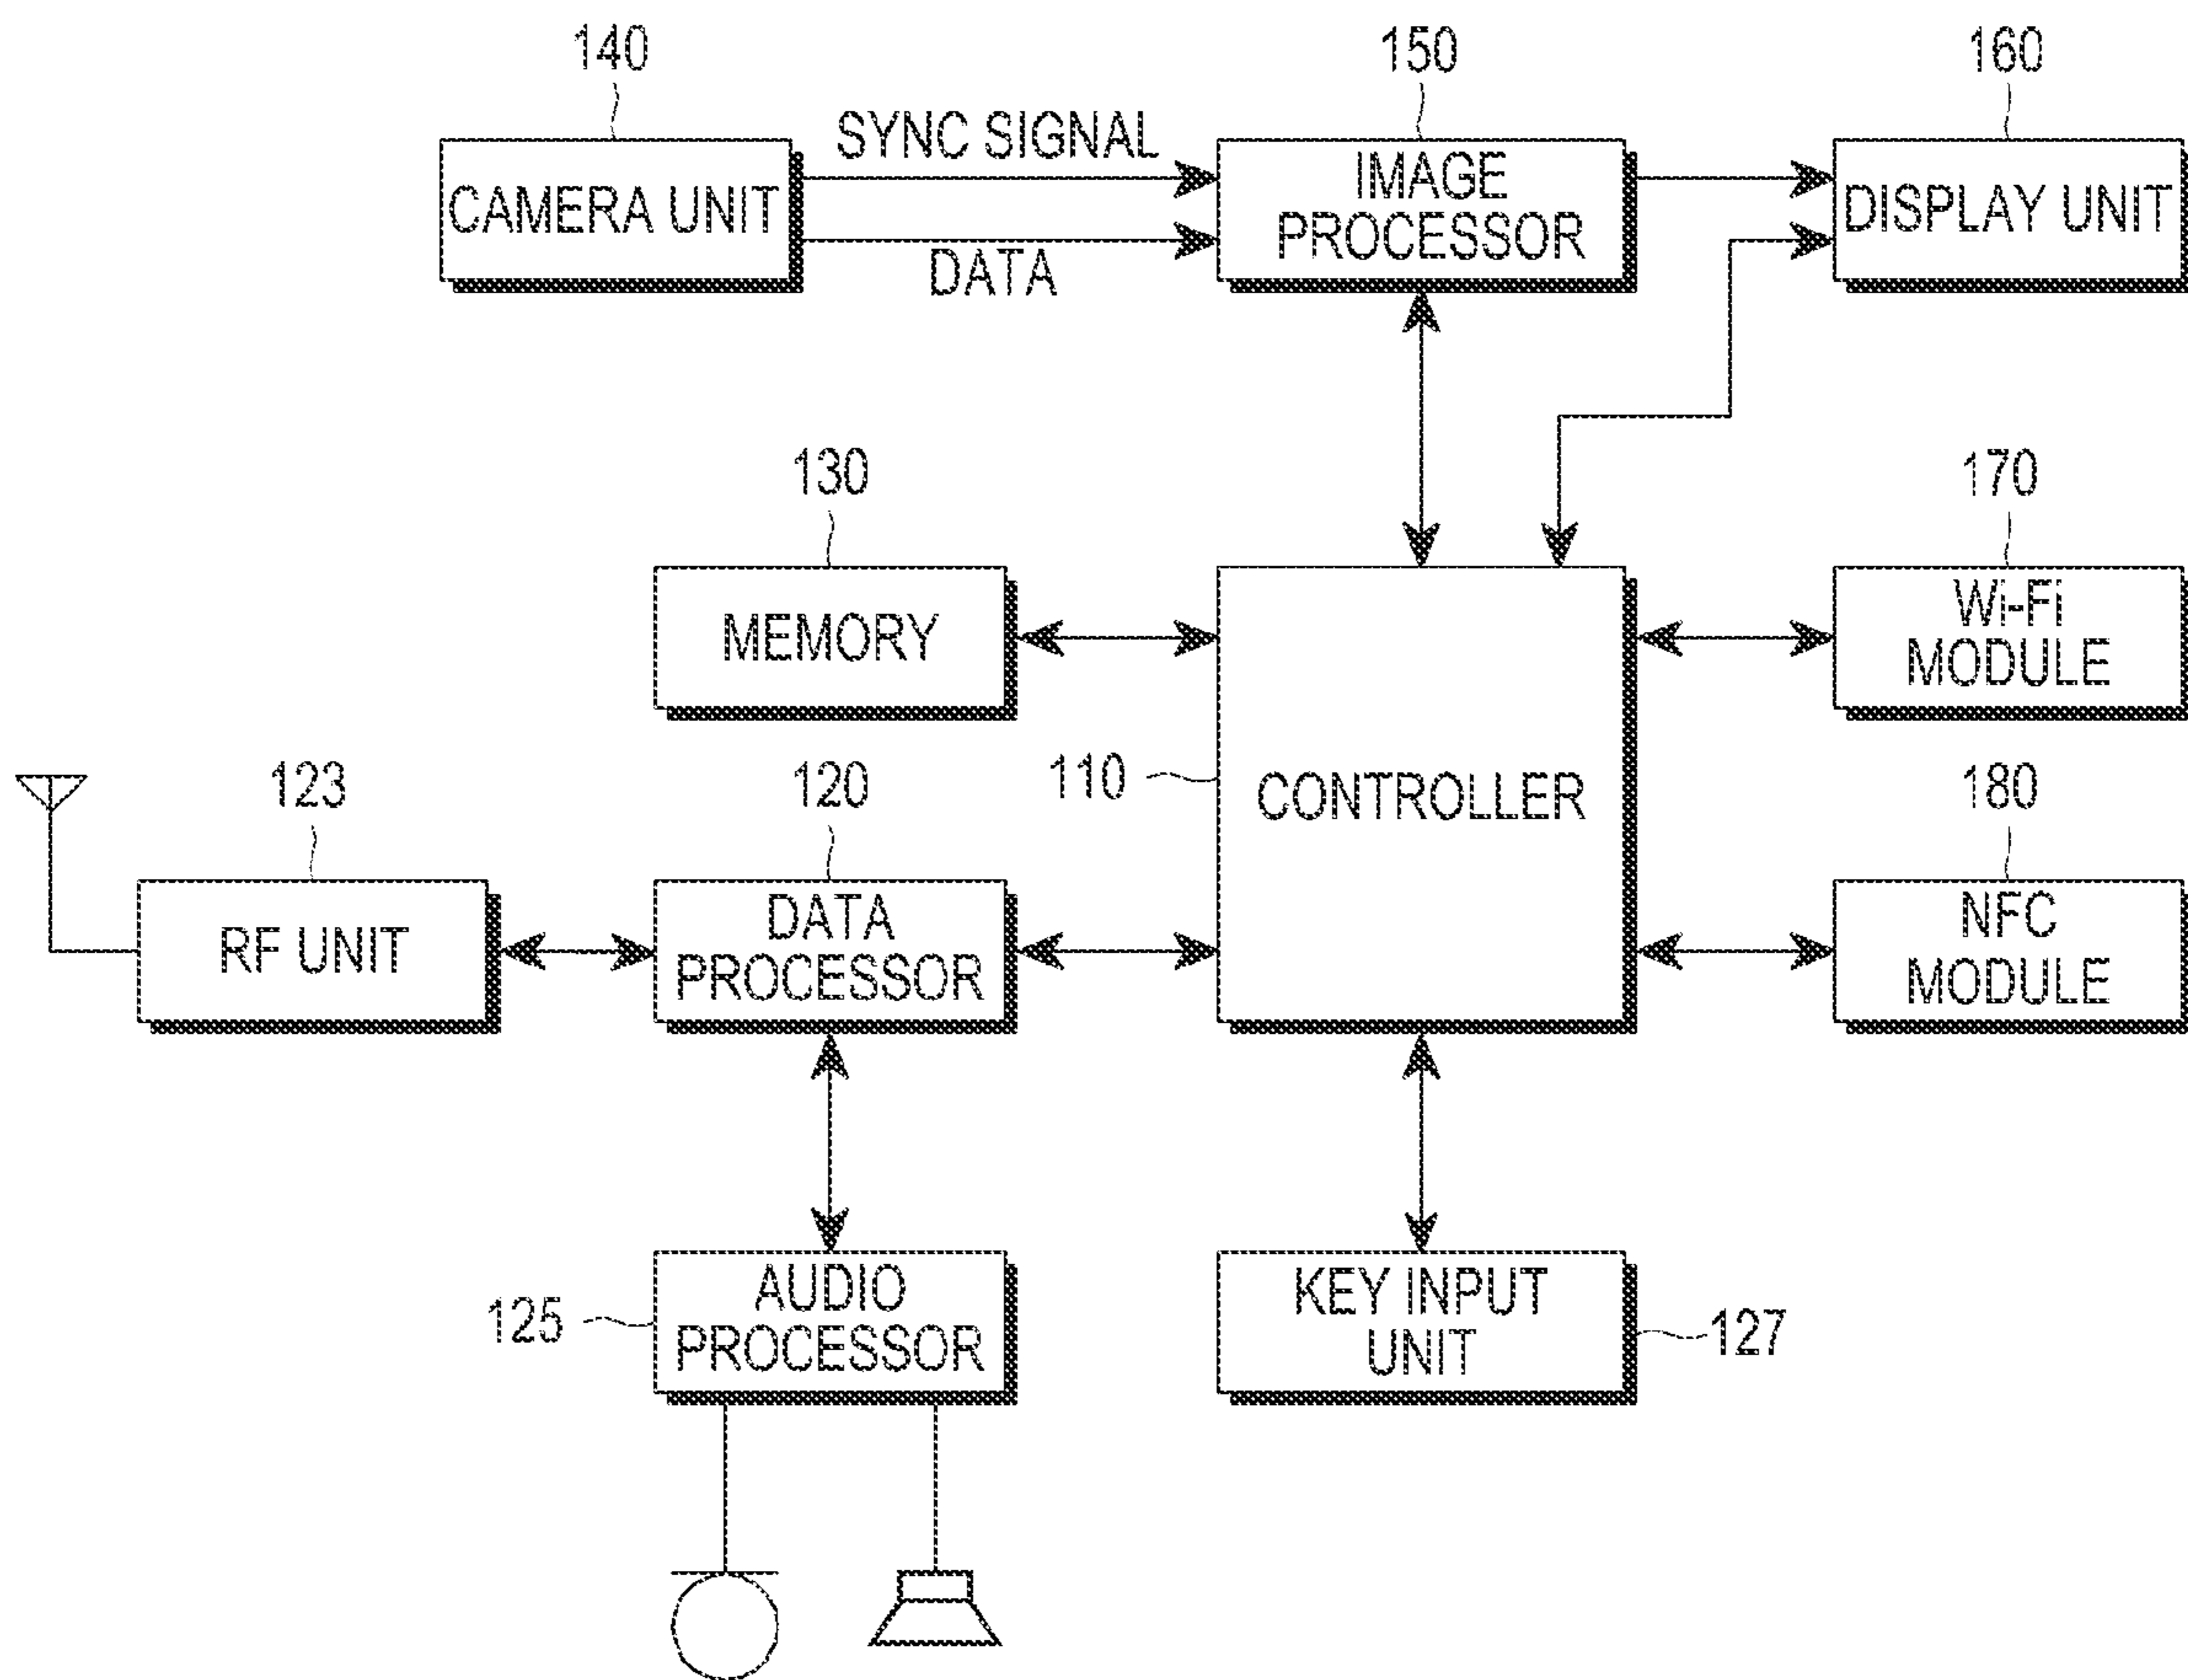 140
150
160
SYNC SIGNAL
CAMERA UNIT
IMAGE
PROCESSOR
DISPLAY UNIT
DATA
130
170
MEMORY
Wi-Fi
MODULE
123
120
110
CONTROLLER
180
RF UNIT
DATA
PROCESSOR
NFC
MODULE
125
AUDIO
PROCESSOR
KEY INPUT
UNIT
127